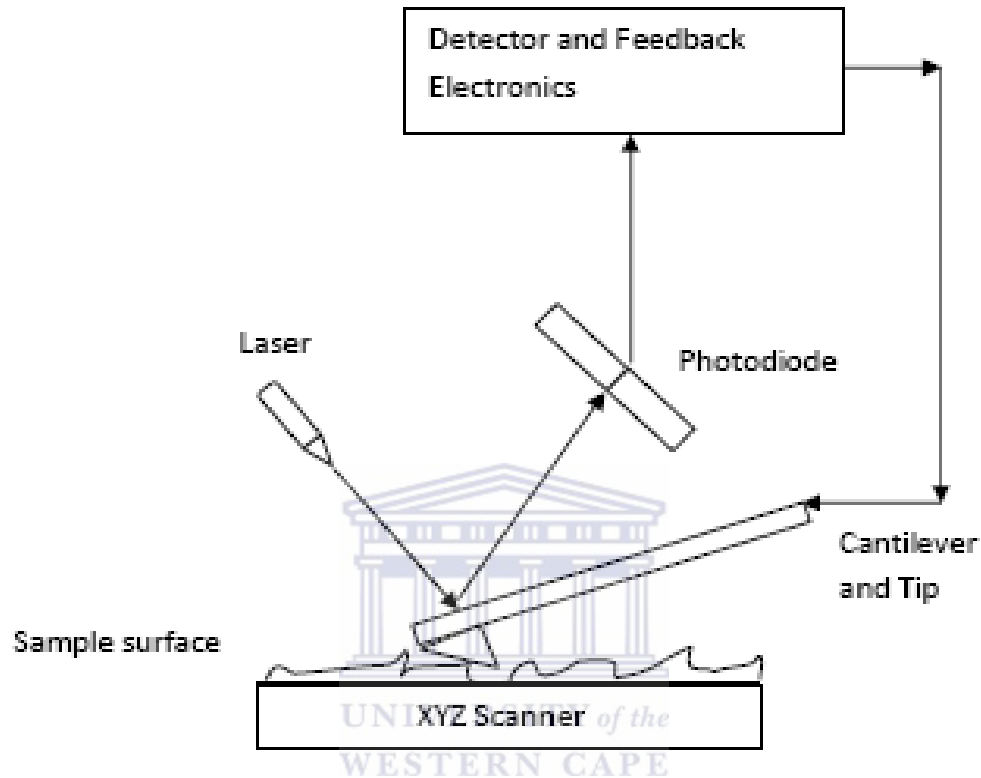 Detector and Feedback
Electronics
Laser
Photodiode
Cantilever
and Tip
Sample surface
XYZ Scanner
UNIVERSITY of the
WESTERN CAPE